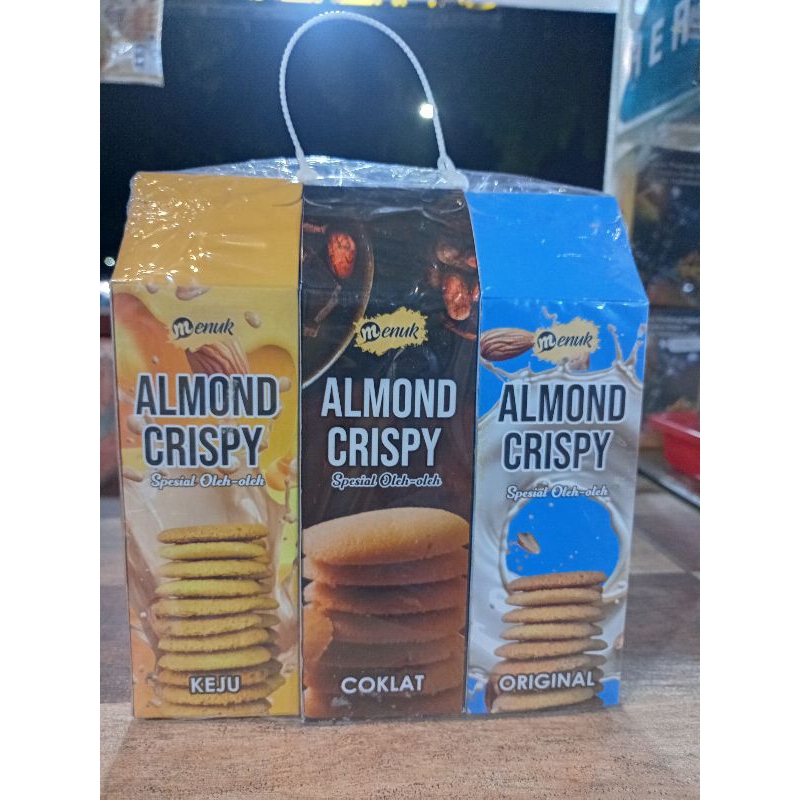 menuk
ALMOND
CRISPY
Spesial Oleh-oleh
KEJU
menuk
ALMOND
CRISPY
Spesial Oleh-oleh
COKLAT
menuk
ALMOND
CRISPY
Spesial Oleh-oleh
ORIGINAL